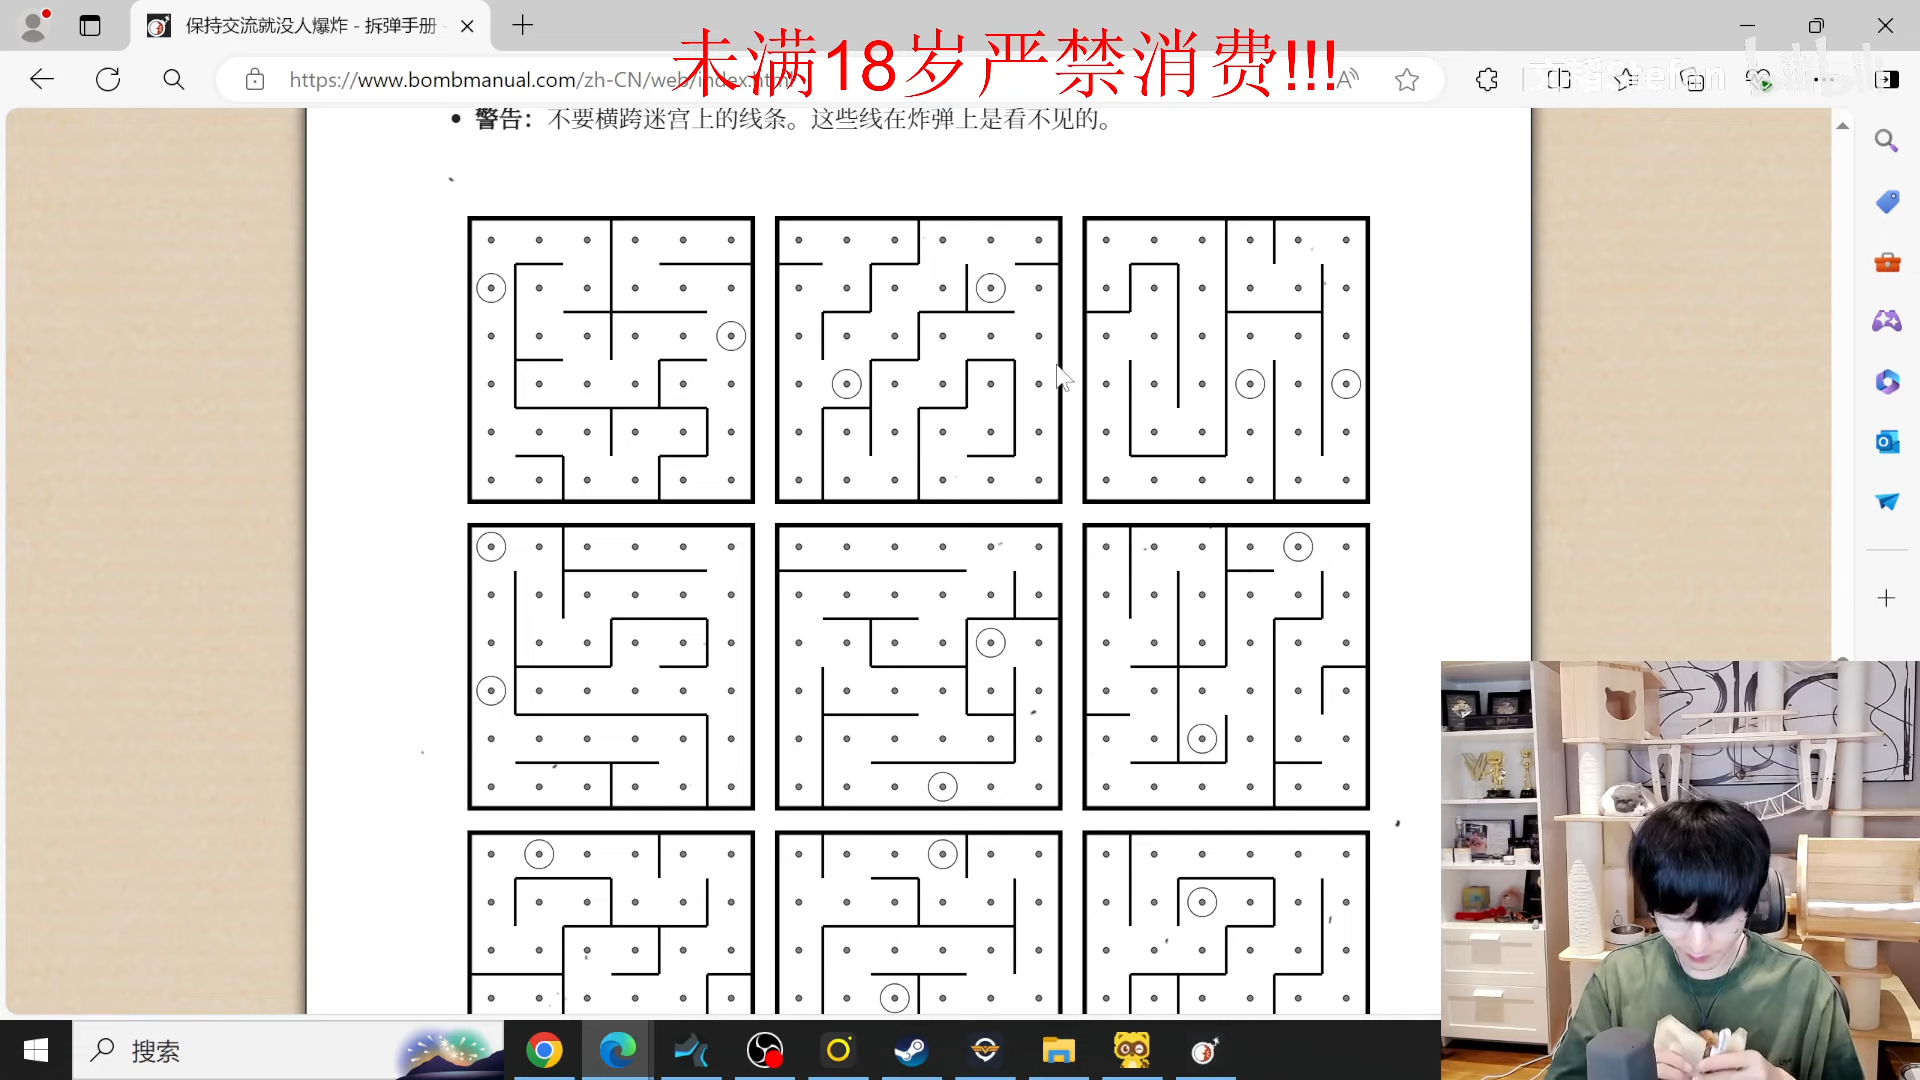 保持交流就没人爆炸 - 拆弹手册
未满18岁严禁消费!!!
https://www.bombmanual.com/zh-CN/web/index.html
警告：不要横跨迷宫上的线条。这些线在炸弹上是看不见的。
搜索